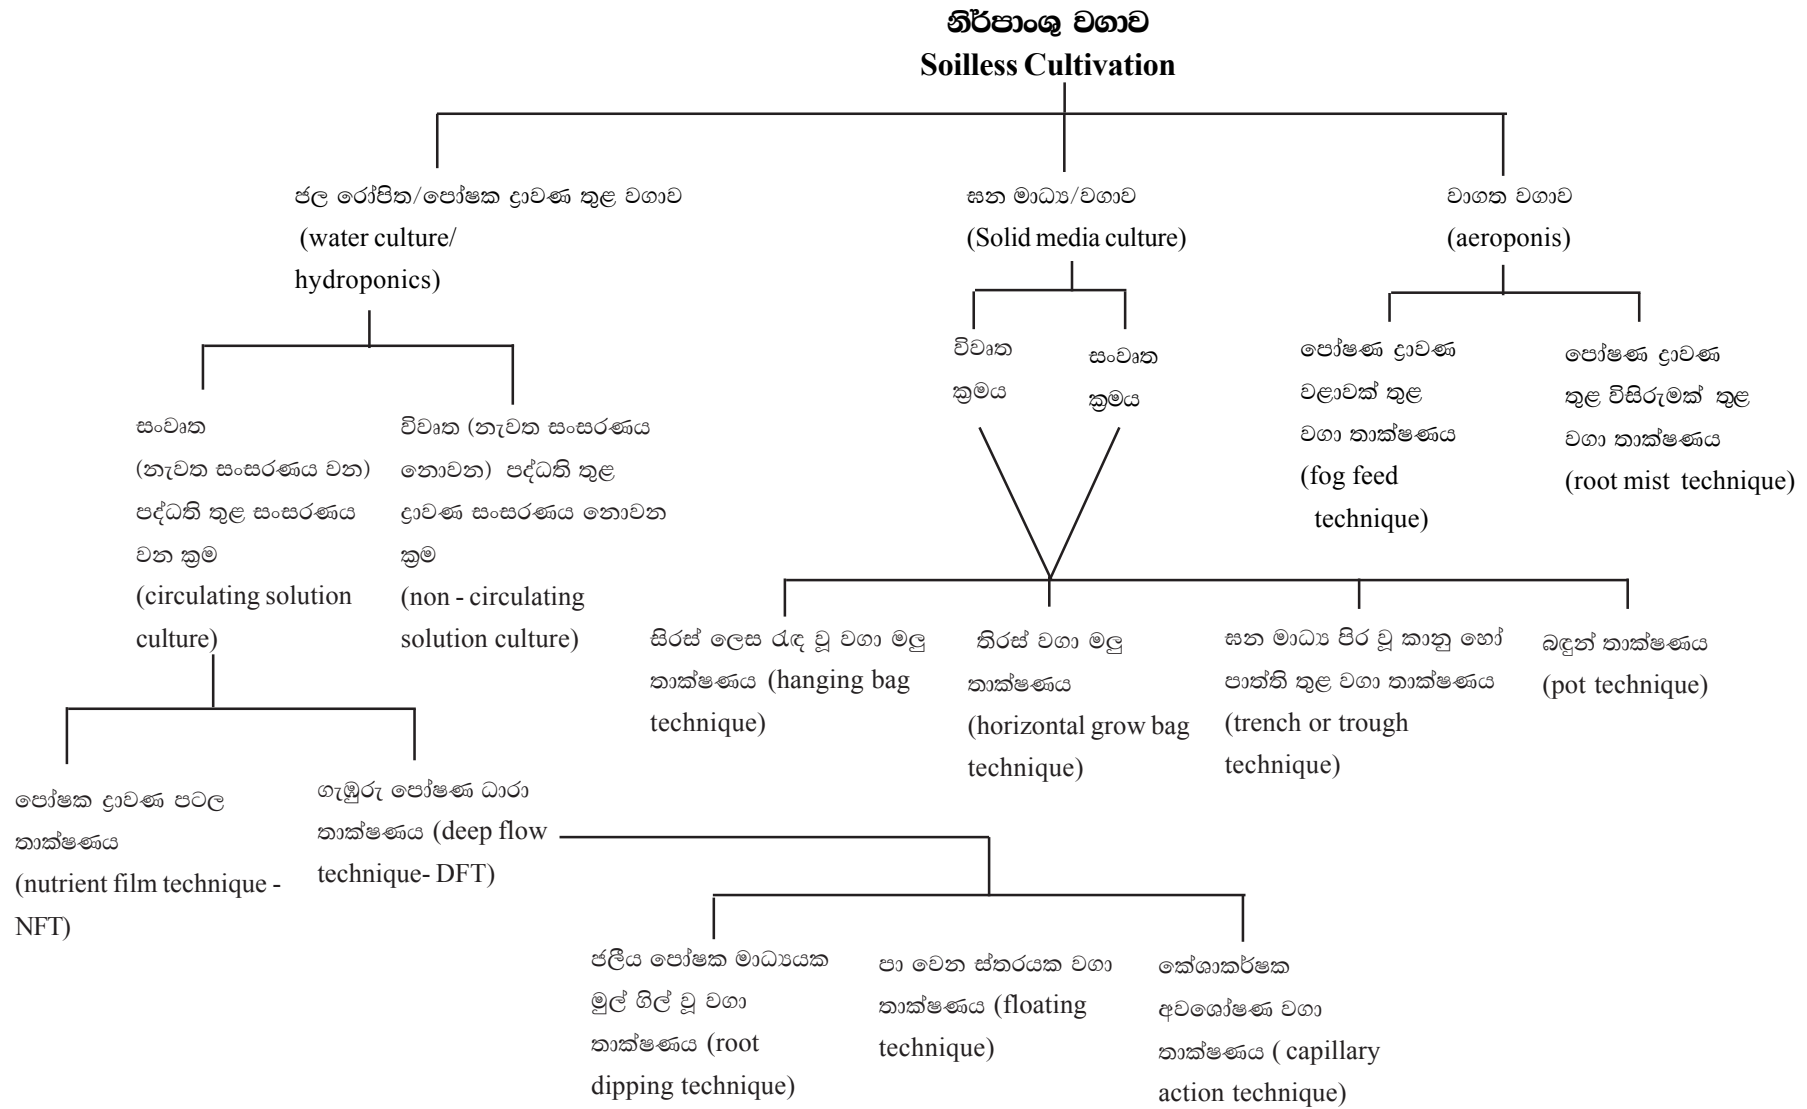 නිර්පාංශු වගාව
Soilless Cultivation
ජල රෝපිත/පෝෂක ද්‍රාවණ තුළ වගාව
(water culture/
hydroponics)
ඝන මාධ්‍ය/වගාව
(Solid media culture)
වාගත වගාව
(aeroponis)
සංවෘත
(නැවත සංසරණය වන)
පද්ධති තුළ සංසරණය
වන ක්‍රම
(circulating solution
culture)
විවෘත (නැවත සංසරණය
නොවන) පද්ධති තුළ
ද්‍රාවණ සංසරණය නොවන
ක්‍රම
(non - circulating
solution culture)
විවෘත
ක්‍රමය
සංවෘත
ක්‍රමය
පෝෂණ ද්‍රාවණ
වළාවක් තුළ
වගා තාක්ෂණය
(fog feed
technique)
පෝෂණ ද්‍රාවණ
තුළ විසිරුමක් තුළ
වගා තාක්ෂණය
(root mist technique)
පෝෂක ද්‍රාවණ පටල
තාක්ෂණය
(nutrient film technique -
NFT)
ගැඹුරු පෝෂණ ධාරා
තාක්ෂණය (deep flow
technique- DFT)
සිරස් ලෙස රැඳ වූ වගා මලු
තාක්ෂණය (hanging bag
technique)
තිරස් වගා මලු
තාක්ෂණය
(horizontal grow bag
technique)
ඝන මාධ්‍ය පිර වූ කානු හෝ
පාත්ති තුළ වගා තාක්ෂණය
(trench or trough
technique)
බඳුන් තාක්ෂණය
(pot technique)
ජලීය පෝෂක මාධ්‍යයක
මුල් ගිල් වූ වගා
තාක්ෂණය (root
dipping technique)
පා වෙන ස්තරයක වගා
තාක්ෂණය (floating
technique)
කේශාකර්ෂක
අවශෝෂණ වගා
තාක්ෂණය ( capillary
action technique)